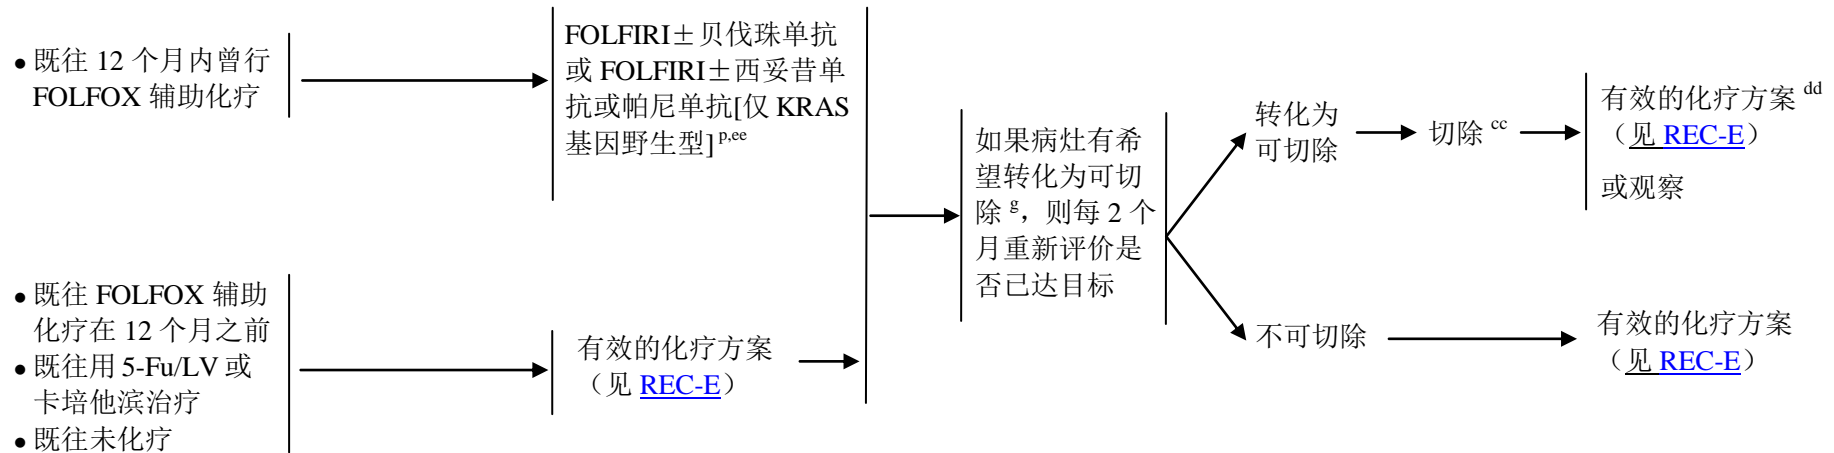 ● 既往 12 个月内曾行
FOLFOX 辅助化疗
FOLFIRI±贝伐珠单抗
或 FOLFIRI±西妥昔单
抗或帕尼单抗[仅 KRAS
基因野生型] p,ee
● 既往 FOLFOX 辅助
化疗在 12 个月之前
● 既往用 5-Fu/LV 或
卡培他滨治疗
● 既往未化疗
有效的化疗方案
（见 REC-E）
如果病灶有希
望转化为可切
除 g，则每 2 个
月重新评价是
否已达目标
转化为
可切除
切除 cc
有效的化疗方案 dd
（见 REC-E）
或观察
不可切除
有效的化疗方案
（见 REC-E）